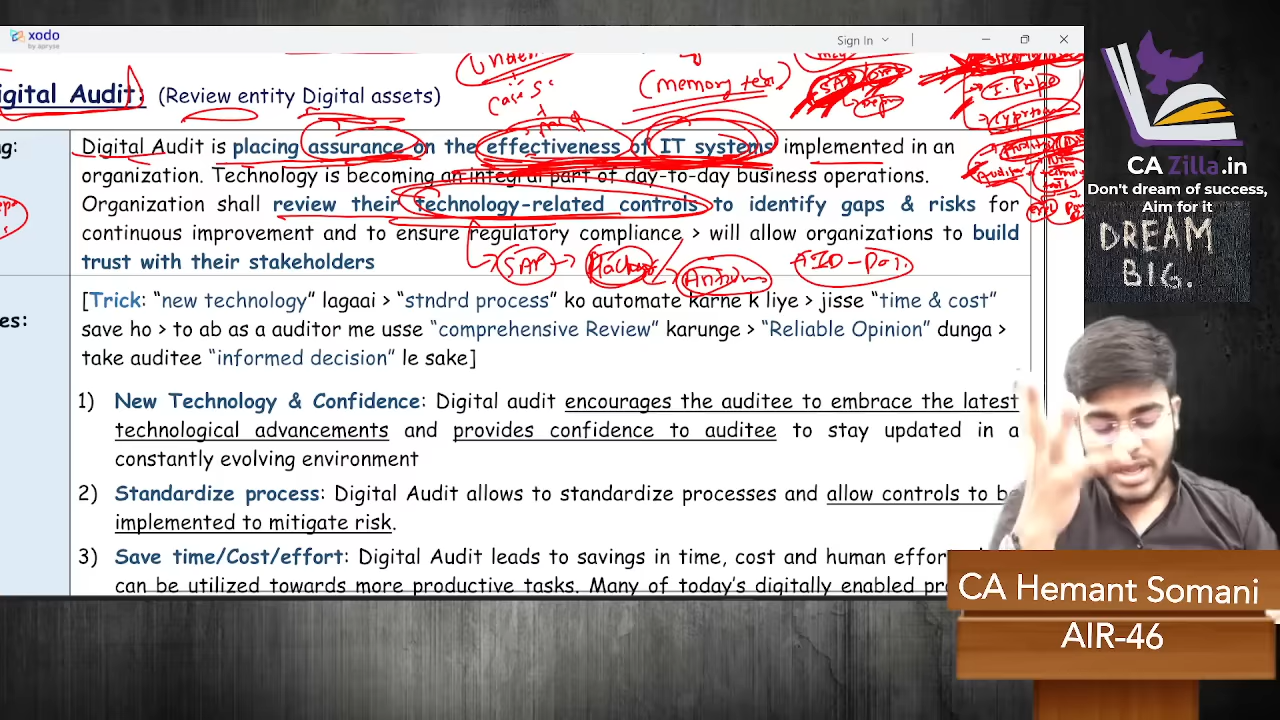 xodo
by apryse
Sign In
Under
cases
(memory
igital Audit: (Review entity Digital assets)
ng:
Digital Audit is placing assurance on the effectiveness of IT systems implemented in an
organization. Technology is becoming an integral part of day-to-day business operations.
Organization shall review their technology-related controls to identify gaps & risks for
continuous improvement and to ensure regulatory compliance > will allow organizations to build
trust with their stakeholders
SAP
es:
[Trick: "new technology" lagaai > "stndrd process" ko automate karne k liye > jisse "time & cost"
save ho > to ab as a auditor me usse "comprehensive Review" karunge > "Reliable Opinion" dunga >
take auditee "informed decision" le sake]
1) New Technology & Confidence: Digital audit encourages the auditee to embrace the latest
technological advancements and provides confidence to auditee to stay updated in a
constantly evolving environment
2) Standardize process: Digital Audit allows to standardize processes and allow controls to be
implemented to mitigate risk.
3) Save time/Cost/effort: Digital Audit leads to savings in time, cost and human effor
can be utilized towards more productive tasks. Many of today's digitally enabled pr
CA Zilla.in
Don't dream of success,
Aim for it
DREAM
BIG.
CA Hemant Somani
AIR-46